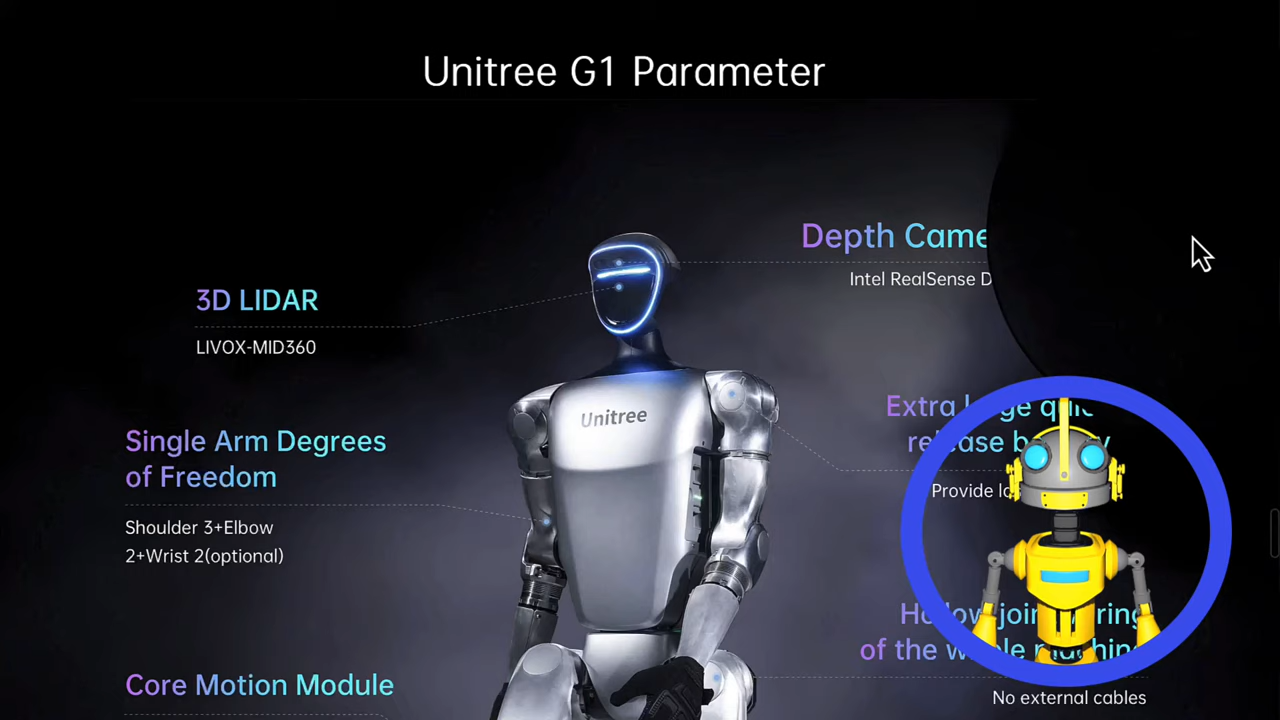 Unitree G1 Parameter
Depth Came
Intel RealSense D
3D LIDAR
LIVOX-MID360
Unitree
Extra
Single Arm Degrees
of Freedom
Provide
Shoulder 3+Elbow
2+Wrist 2(optional)
of the
Core Motion Module
No external cables